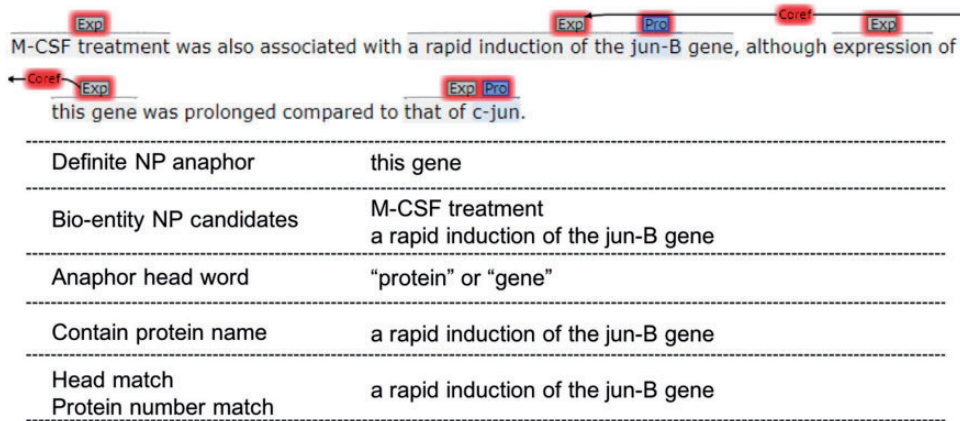 Exp Exp Pro Coref Exp
M-CSF treatment was also associated with a rapid induction of the jun-B gene, although expression of
Coref Exp Exp Pro
this gene was prolonged compared to that of c-jun.
Definite NP anaphor this gene
Bio-entity NP candidates M-CSF treatment
a rapid induction of the jun-B gene
Anaphor head word “protein” or “gene”
Contain protein name a rapid induction of the jun-B gene
Head match
Protein number match a rapid induction of the jun-B gene